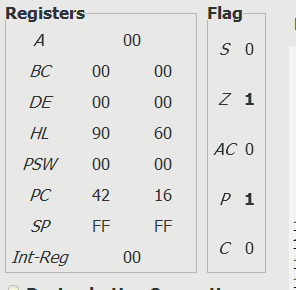 Registers Flag
A 00 S 0
BC 00 00
DE 00 00 Z 1
HL 90 60
PSW 00 00 AC 0
PC 42 16 P 1
SP FF FF
Int-Reg 00 C 0